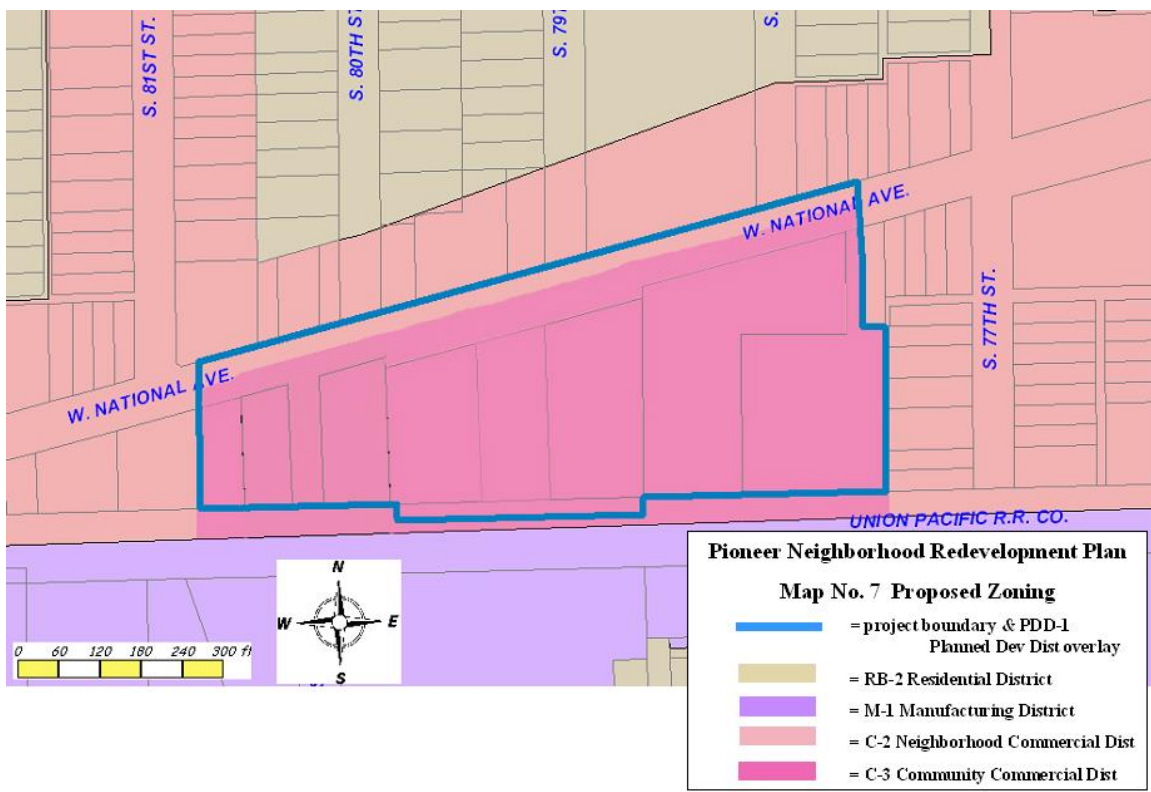 S. 81ST ST.
S. 80TH ST
S. 79T
S.
W. NATIONAL AVE.
W. NATIONAL AVE.
S. 77TH ST.
UNION PACIFIC R.R. CO.
N
W E
S
0 60 120 180 240 300 ft
Pioneer Neighborhood Redevelopment Plan
Map No. 7 Proposed Zoning
= project boundary & PDD-1
Planned Dev Dist overlay
= RB-2 Residential District
= M-1 Manufacturing District
= C-2 Neighborhood Commercial Dist
= C-3 Community Commercial Dist